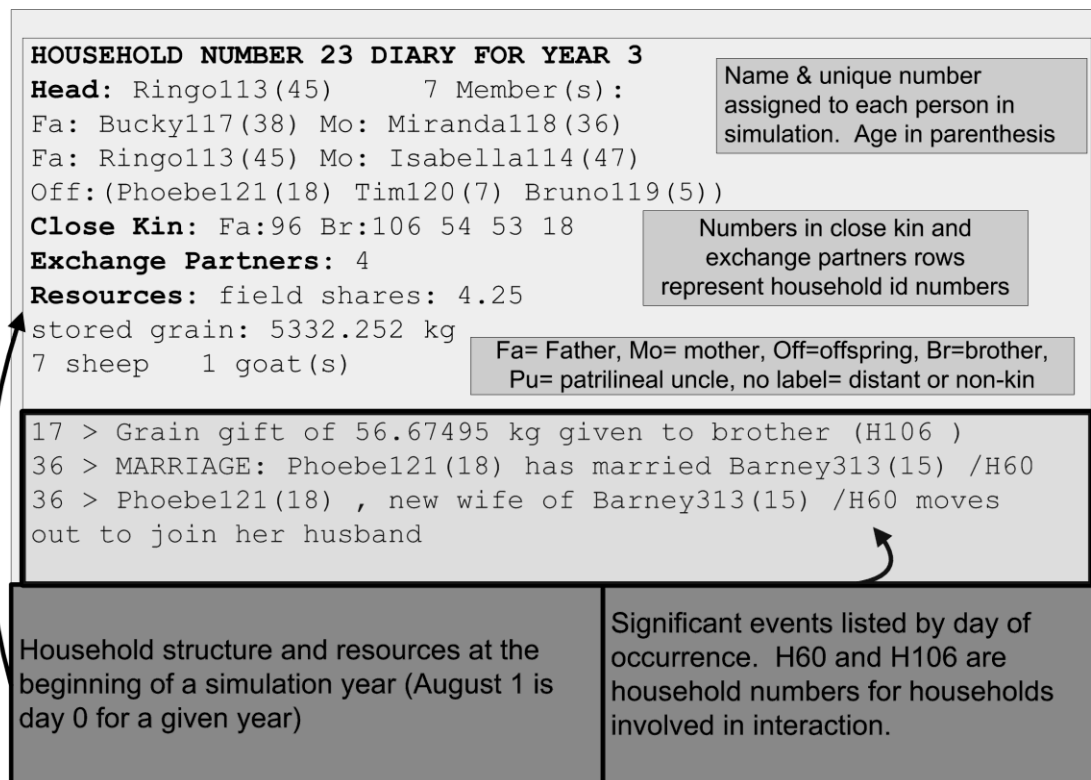 HOUSEHOLD NUMBER 23 DIARY FOR YEAR 3
Head: Ringo113(45) 7 Member(s):
Fa: Bucky117(38) Mo: Miranda118(36)
Fa: Ringo113(45) Mo: Isabella114(47)
Off:(Phoebe121(18) Tim120(7) Bruno119(5))
Close Kin: Fa:96 Br:106 54 53 18
Exchange Partners: 4
Resources: field shares: 4.25
stored grain: 5332.252 kg
7 sheep 1 goat(s)
Name & unique number
assigned to each person in
simulation. Age in parenthesis
Numbers in close kin and
exchange partners rows
represent household id numbers
Fa= Father, Mo= mother, Off=offspring, Br=brother,
Pu= patrilineal uncle, no label= distant or non-kin
17 > Grain gift of 56.67495 kg given to brother (H106 )
36 > MARRIAGE: Phoebe121(18) has married Barney313(15) /H60
36 > Phoebe121(18) , new wife of Barney313(15) /H60 moves
out to join her husband
Household structure and resources at the
beginning of a simulation year (August 1 is
day 0 for a given year)
Significant events listed by day of
occurrence. H60 and H106 are
household numbers for households
involved in interaction.